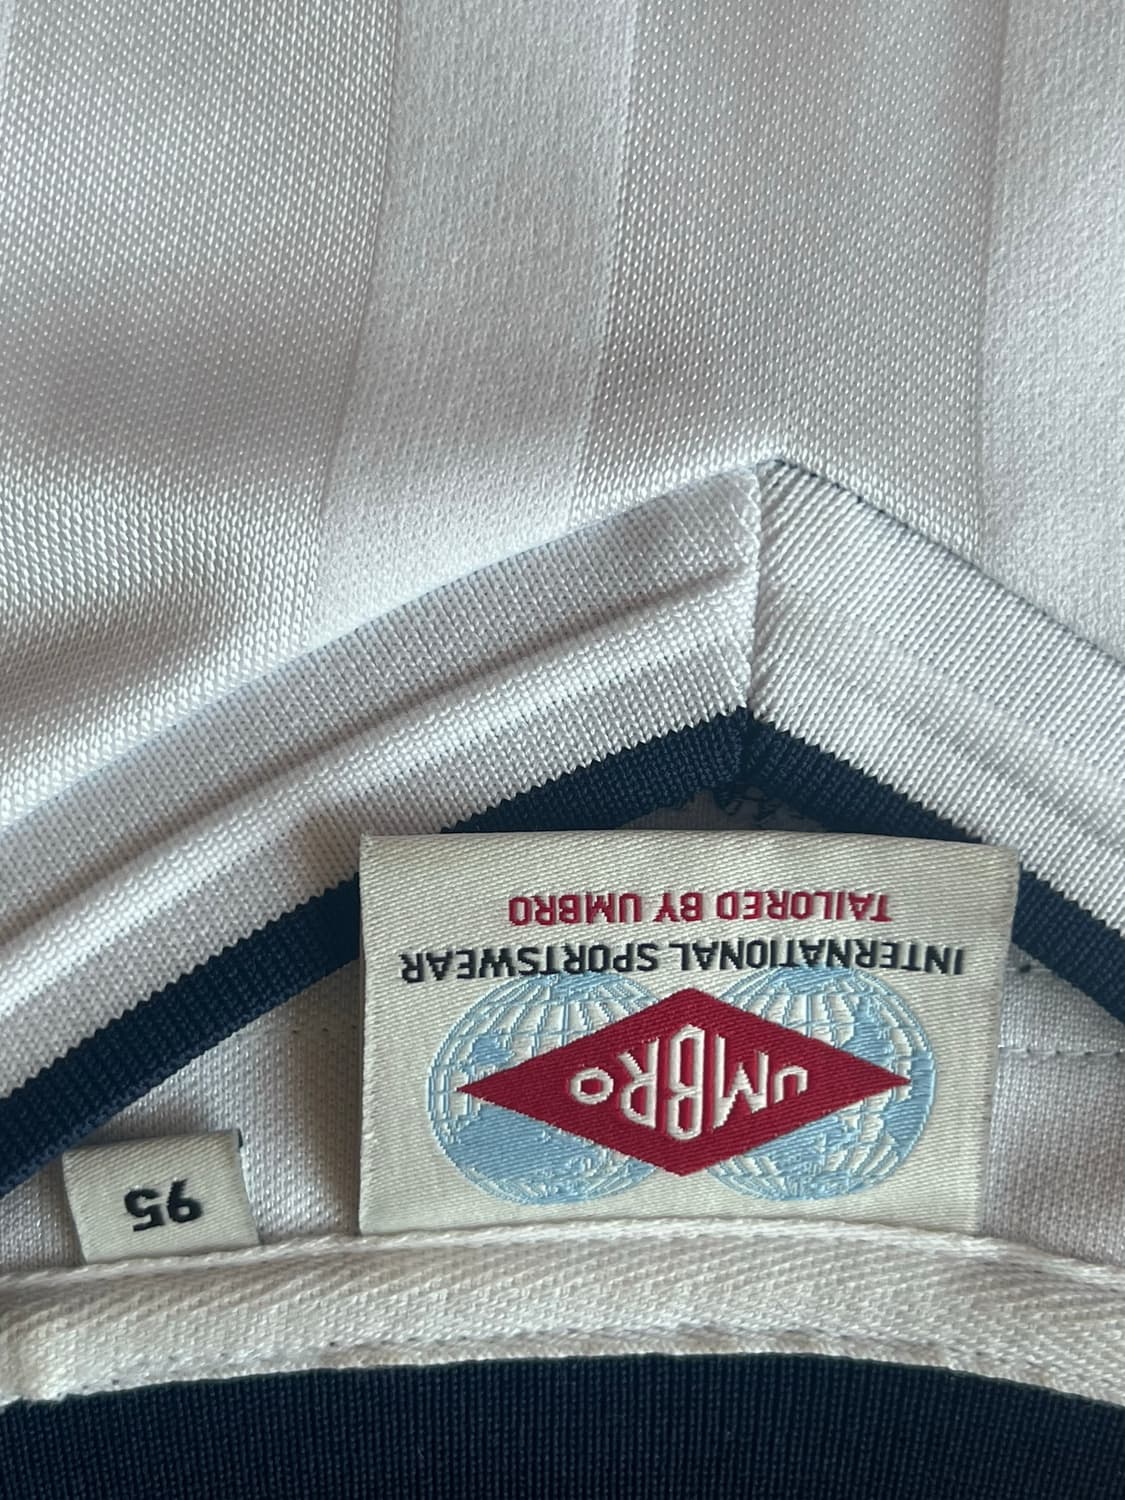 UMBRO
INTERNATIONAL SPORTSWEAR
TAILORED BY UMBRO
95